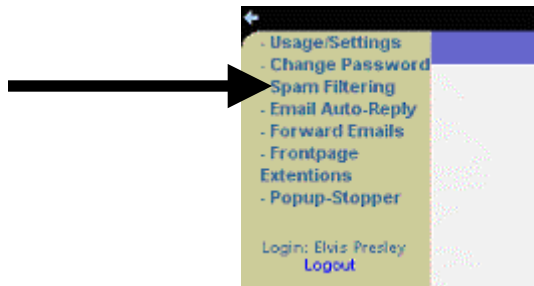 - Usage/Settings
- Change Password
Spam Filtering
- Email Auto-Reply
- Forward Emails
- Frontpage
Extentions
- Popup-Stopper
Login: Elvis Presley
Logout